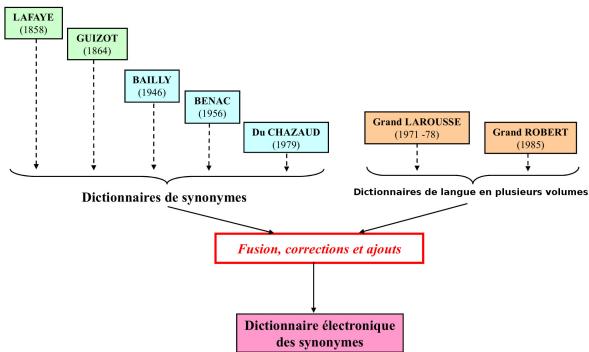 LAFAYE
(1858)
GUIZOT
(1864)
BAILLY
(1946)
BENAC
(1956)
Du CHAZAUD
(1979)
Grand LAROUSSE
(1971 -78)
Grand ROBERT
(1985)
Dictionnaires de synonymes
Dictionnaires de langue en plusieurs volumes
Fusion, corrections et ajouts
Dictionnaire électronique
des synonymes